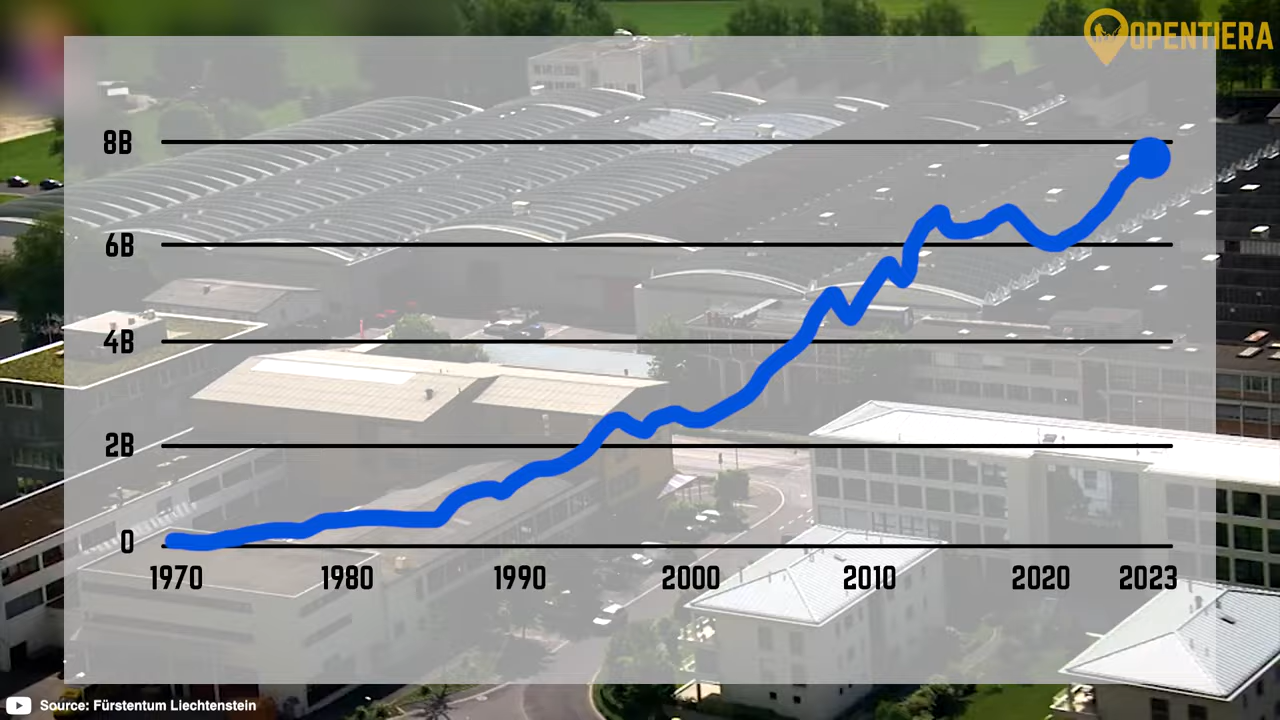 OPENTIERA
8B
6B
4B
2B
0
1970 1980 1990 2000 2010 2020 2023
Source: Fürstentum Liechtenstein